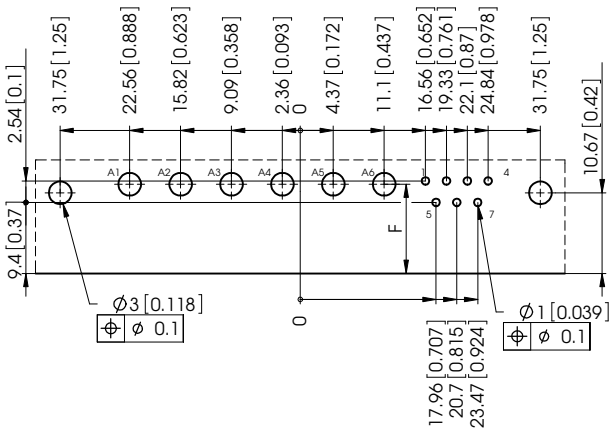 31.75 [1.25]
22.56 [0.888]
15.82 [0.623]
9.09 [0.358]
2.36 [0.093]
0
4.37 [0.172]
11.1 [0.437]
16.56 [0.652]
19.33 [0.761]
22.1 [0.87]
24.84 [0.978]
31.75 [1.25]
2.54 [0.1]
10.67 [0.42]
A1
A2
A3
A4
A5
A6
1
4
5
7
9.4 [0.37]
F
Ø3 [0.118]
⌖ Ø 0.1
0
Ø1 [0.039]
⌖ Ø 0.1
17.96 [0.707]
20.7 [0.815]
23.47 [0.924]